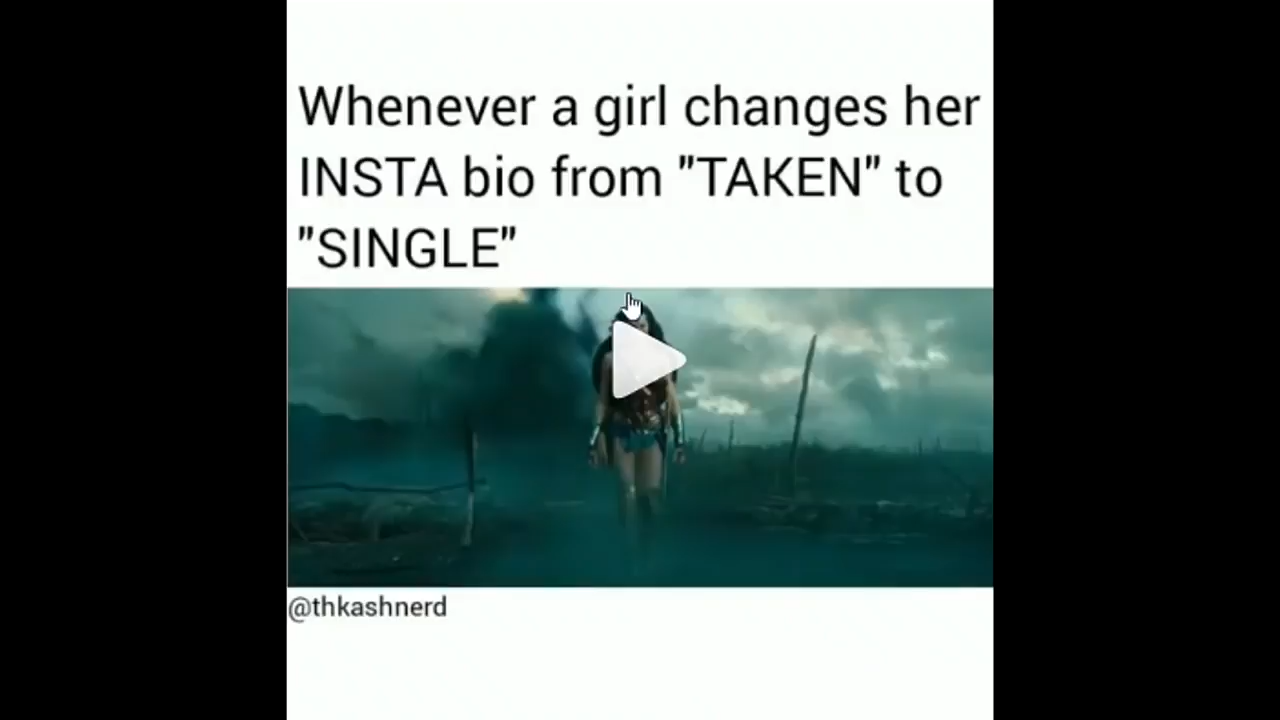 Whenever a girl changes her
INSTA bio from "TAKEN" to
"SINGLE"
@thkashnerd